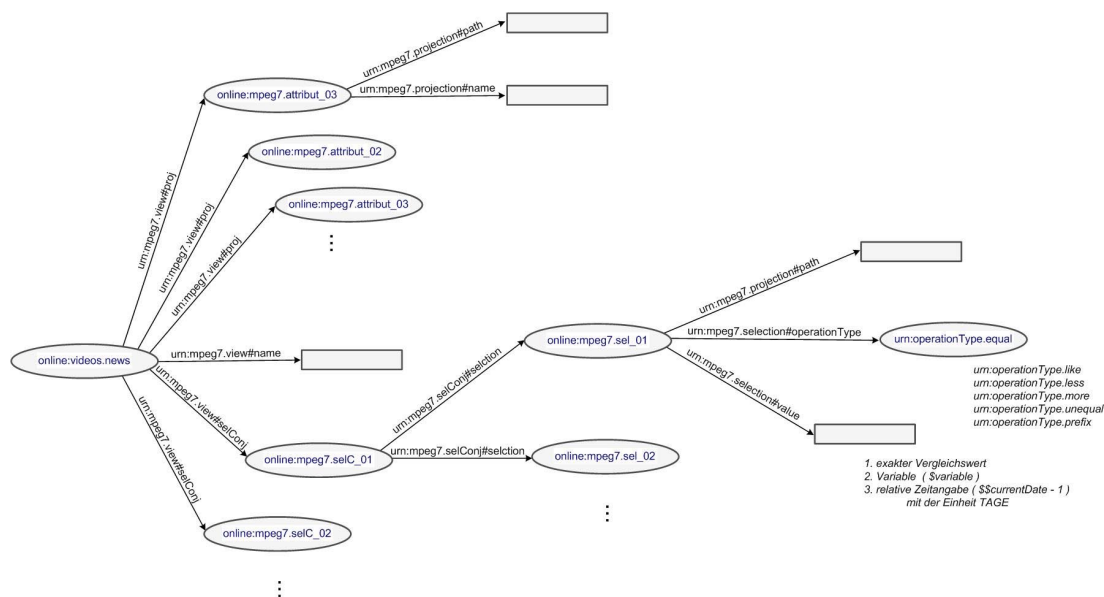 urn:mpeg7.projection#path
online:mpeg7.attribut_03
urn:mpeg7.projection#name
online:mpeg7.attribut_02
urn:mpeg7.view#proj
urn:mpeg7.view#proj
online:mpeg7.attribut_03
urn:mpeg7.view#proj
urn:mpeg7.projection#path
online:mpeg7.sel_01
urn:mpeg7.selection#operationType
urn:operationType.equal
online:videos.news
urn:mpeg7.view#name
urn:operationType.like
urn:operationType.less
urn:operationType.more
urn:operationType.unequal
urn:operationType.prefix
urn:mpeg7.selConj#selction
urn:mpeg7.selection#value
urn:mpeg7.view#selConj
urn:mpeg7.view#selConj
online:mpeg7.selC_01
urn:mpeg7.selConj#selction
online:mpeg7.sel_02
1. exakter Vergleichswert
2. Variable ( $variable )
3. relative Zeitangabe ( $$currentDate - 1 )
mit der Einheit TAGE
online:mpeg7.selC_02